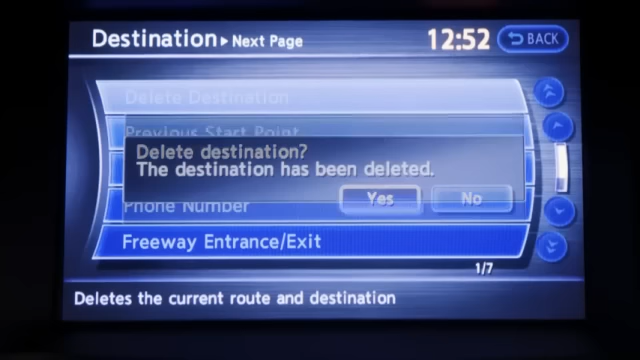 Destination ▸ Next Page
12:52
BACK
Delete Destination
Previous Start Point
Delete destination?
The destination has been deleted.
Yes
No
Phone Number
Freeway Entrance/Exit
1/7
Deletes the current route and destination